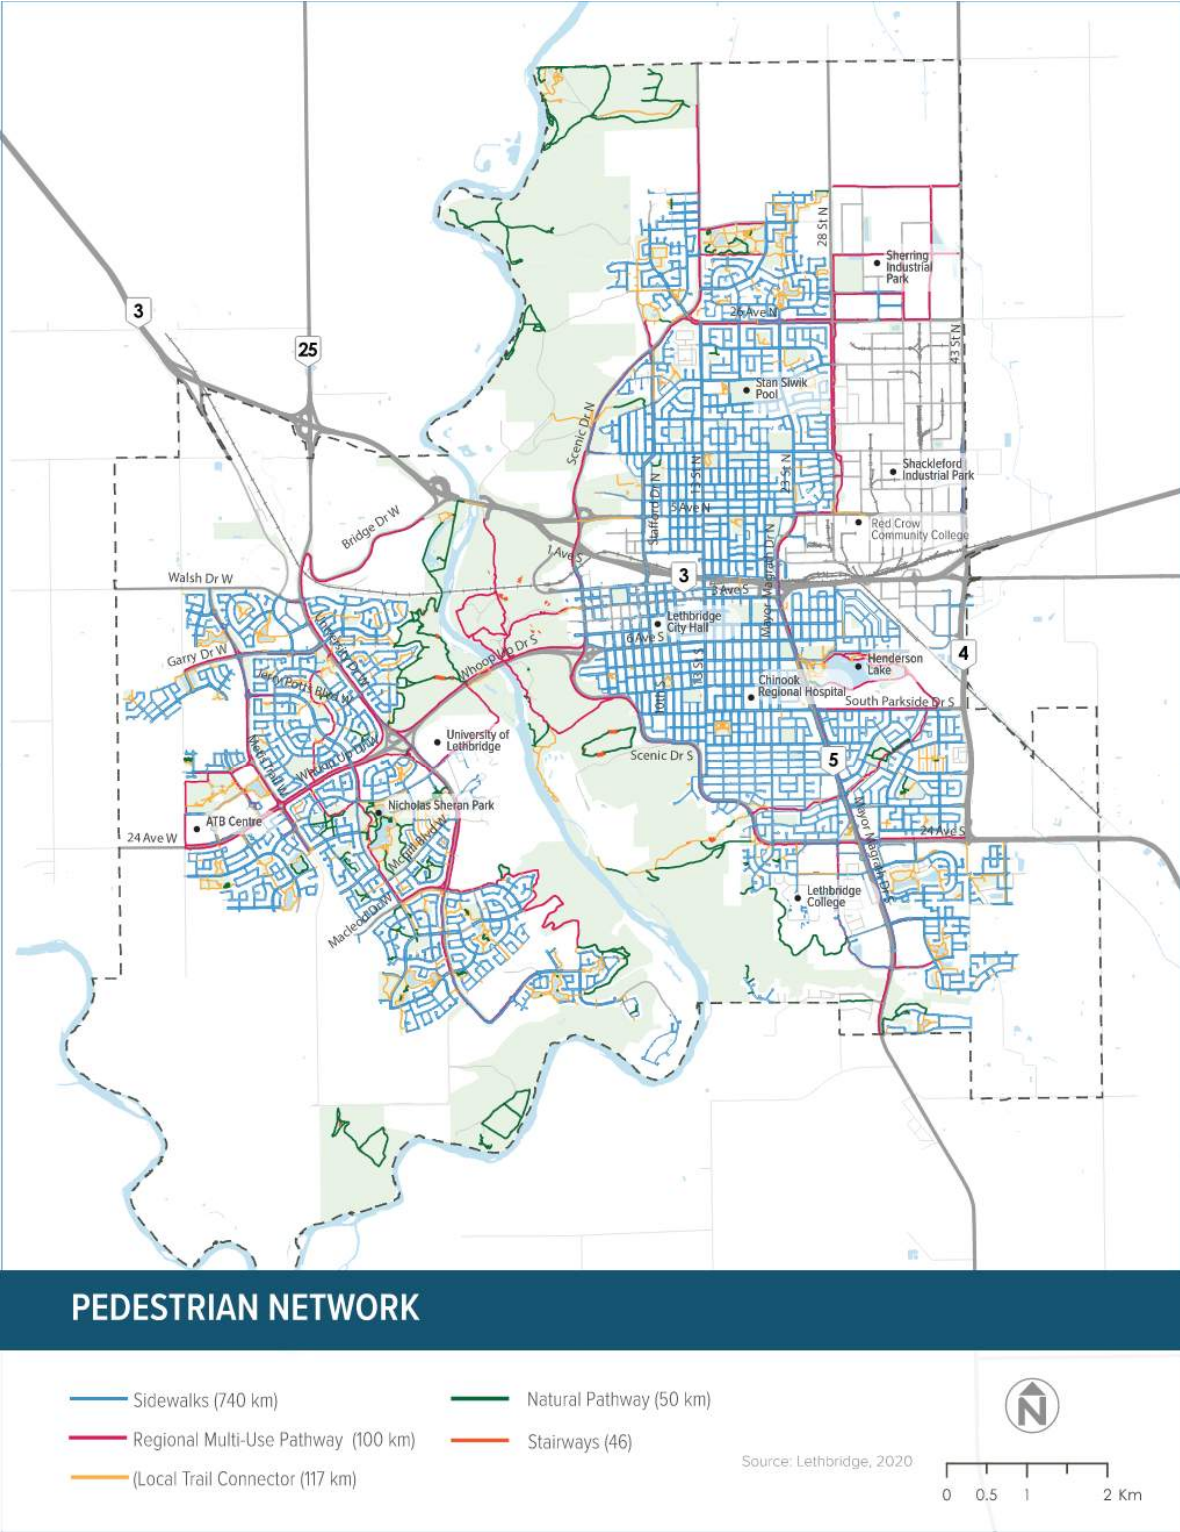 28 St N
Sherring
Industrial
Park
3
26 Ave N
43 St N
25
Stan Siwik
Pool
Scenic Dr N
13 St N
23 St N
Shackleford
Industrial Park
Stafford Dr N
5 Ave N
Bridge Dr W
Red Crow
Community College
1 Ave S
Mayor Magrath Dr N
Walsh Dr W
3
3 Ave S
Lethbridge
City Hall
6 Ave S
University Dr W
Whoop Up Dr S
Garry Dr W
Henderson
Lake
4
Jerry Potts Blvd W
13 St S
10th S
Chinook
Regional Hospital
South Parkside Dr S
University of
Lethbridge
Metis Trail W
Whoop Up Dr W
Scenic Dr S
5
Nicholas Sheran Park
ATB Centre
24 Ave W
McGill Blvd W
Mayor Magrath Dr S
24 Ave S
Lethbridge
College
Macleod Dr W
PEDESTRIAN NETWORK
Sidewalks (740 km)
Regional Multi-Use Pathway (100 km)
(Local Trail Connector (117 km)
Natural Pathway (50 km)
Stairways (46)
N
Source: Lethbridge, 2020
0 0.5 1 2 Km